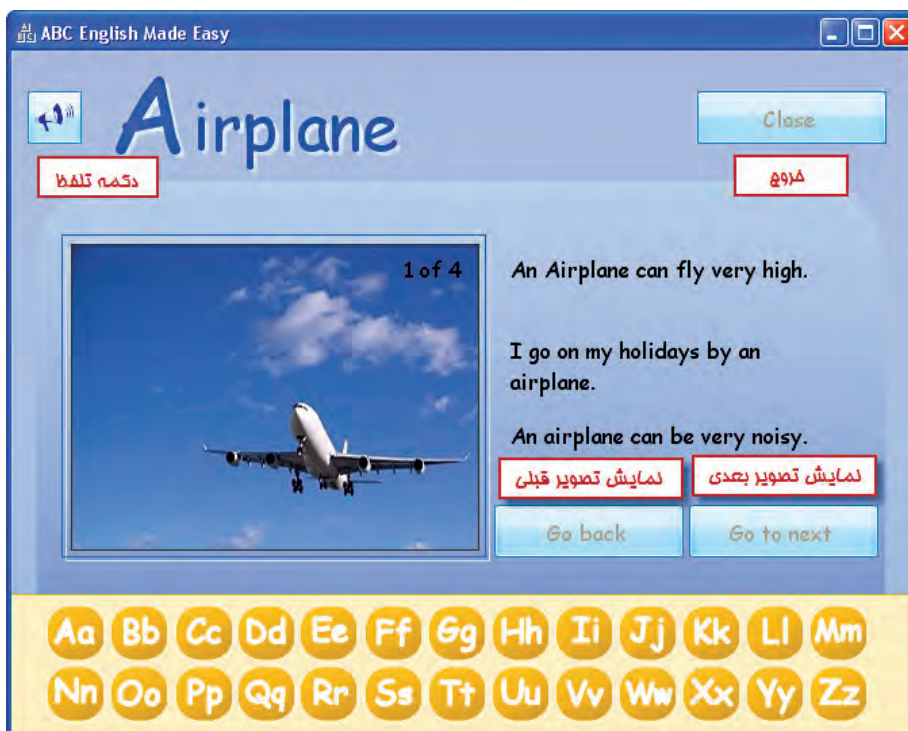 ABC English Made Easy
Airplane
Close
دکمه تلفظ
خروج
1 of 4
An Airplane can fly very high.
I go on my holidays by an
airplane.
An airplane can be very noisy.
نمایش تصویر قبلی
نمایش تصویر بعدی
Go back
Go to next
Aa Bb Cc Dd Ee Ff Gg Hh Ii Jj Kk Ll Mm
Nn Oo Pp Qq Rr Ss Tt Uu Vv Ww Xx Yy Zz